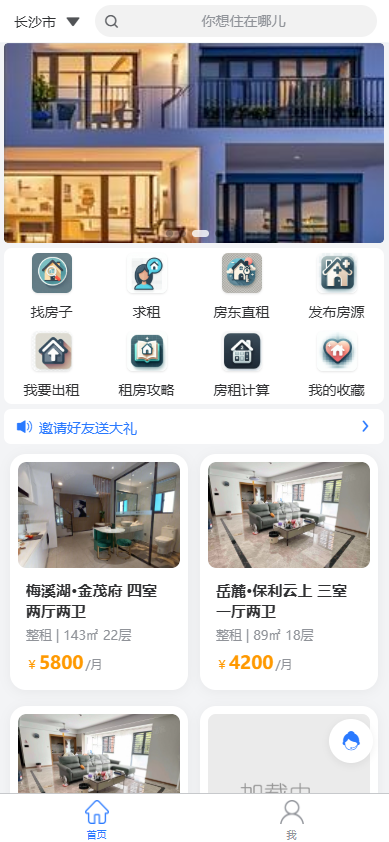 长沙市
你想住在哪儿
找房子 求租 房东直租 发布房源
我要出租 租房攻略 房租计算 我的收藏
邀请好友送大礼
梅溪湖•金茂府 四室
两厅两卫
整租 | 143㎡ 22层
￥5800/月
岳麓•保利云上 三室
一厅两卫
整租 | 89㎡ 18层
￥4200/月
加载中
首页 我